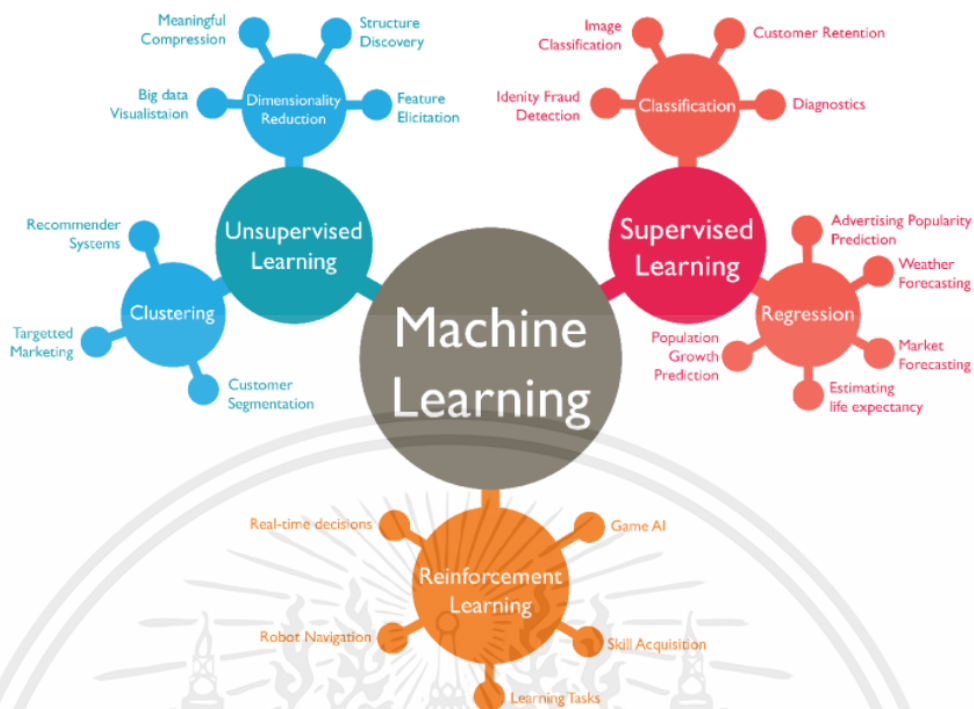 Meaningful
Compression
Structure
Discovery
Big data
Visualistaion
Dimensionality
Reduction
Feature
Elicitation
Image
Classification
Customer Retention
Idenity Fraud
Detection
Classification
Diagnostics
Recommender
Systems
Unsupervised
Learning
Clustering
Targetted
Marketing
Customer
Segmentation
Machine
Learning
Supervised
Learning
Advertising Popularity
Prediction
Weather
Forecasting
Regression
Population
Growth
Prediction
Market
Forecasting
Estimating
life expectancy
Real-time decisions
Game AI
Reinforcement
Learning
Robot Navigation
Skill Acquisition
Learning Tasks